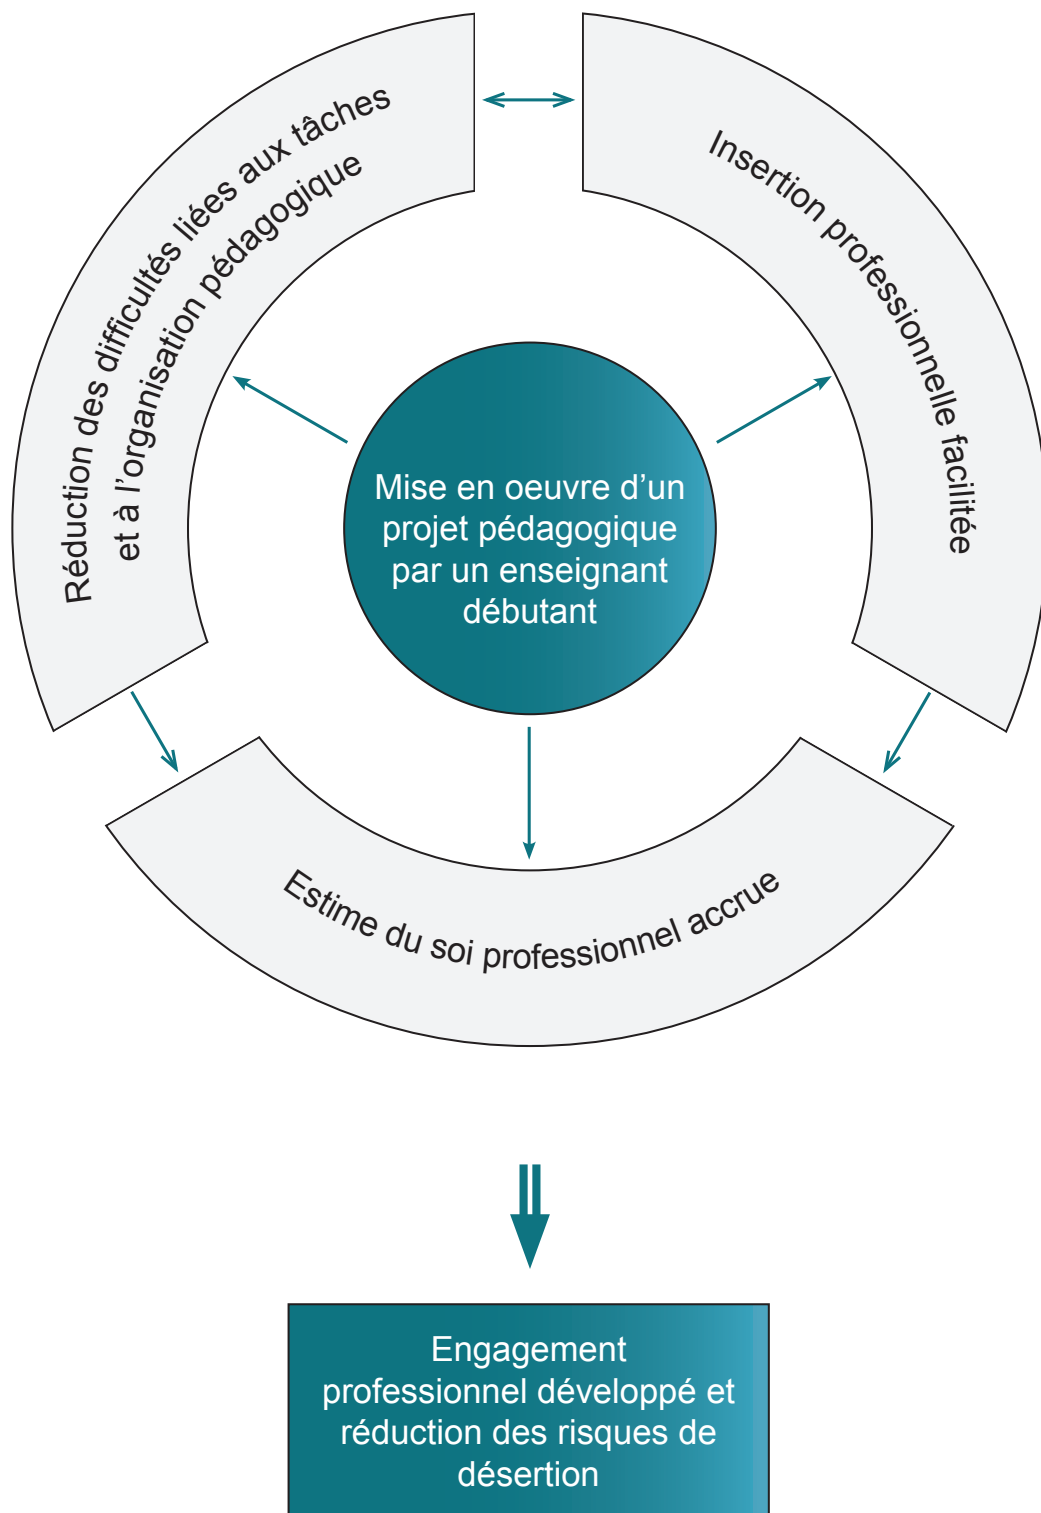 Réduction des difficultés liées aux tâches
et à l’organisation pédagogique
Insertion professionnelle facilitée
Mise en oeuvre d’un
projet pédagogique
par un enseignant
débutant
Estime du soi professionnel accrue
Engagement
professionnel développé et
réduction des risques de
désertion